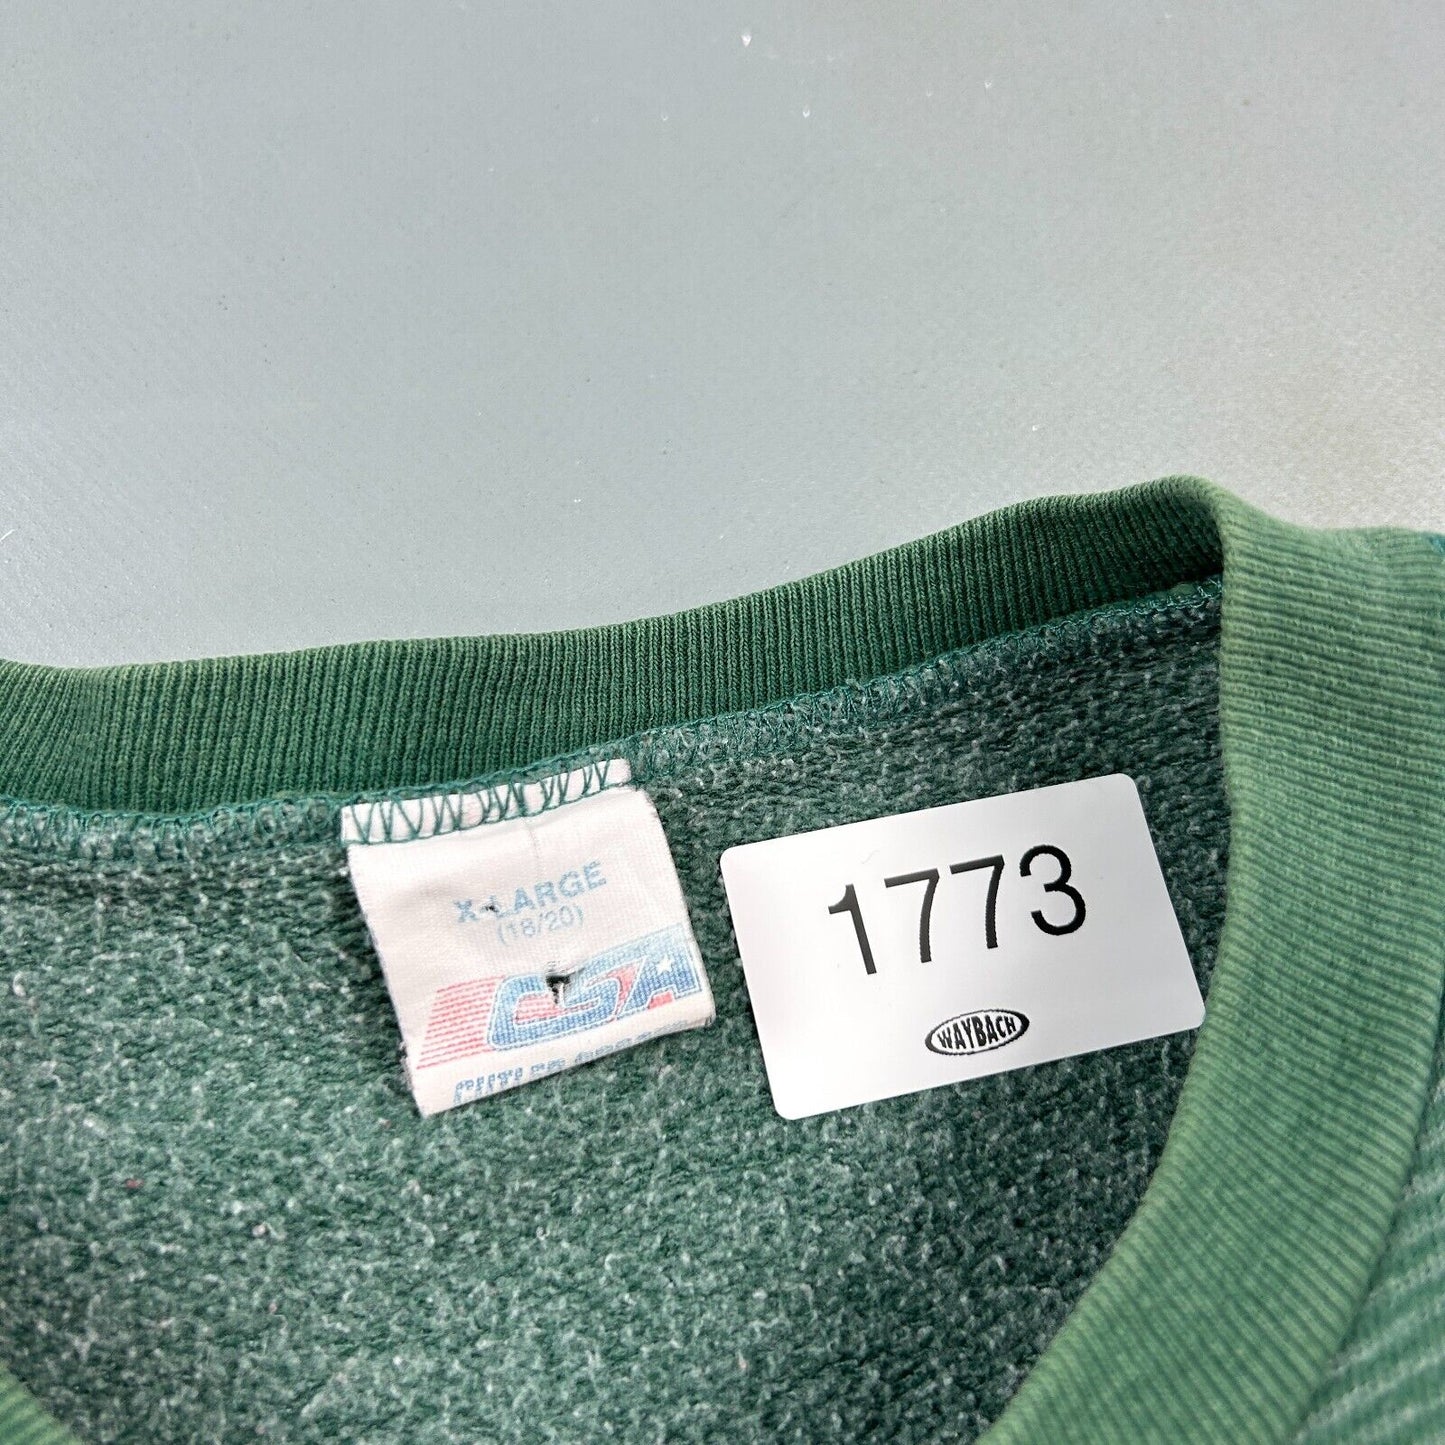 X-LARGE
(18/20)
CSA
1773
WAYBACH